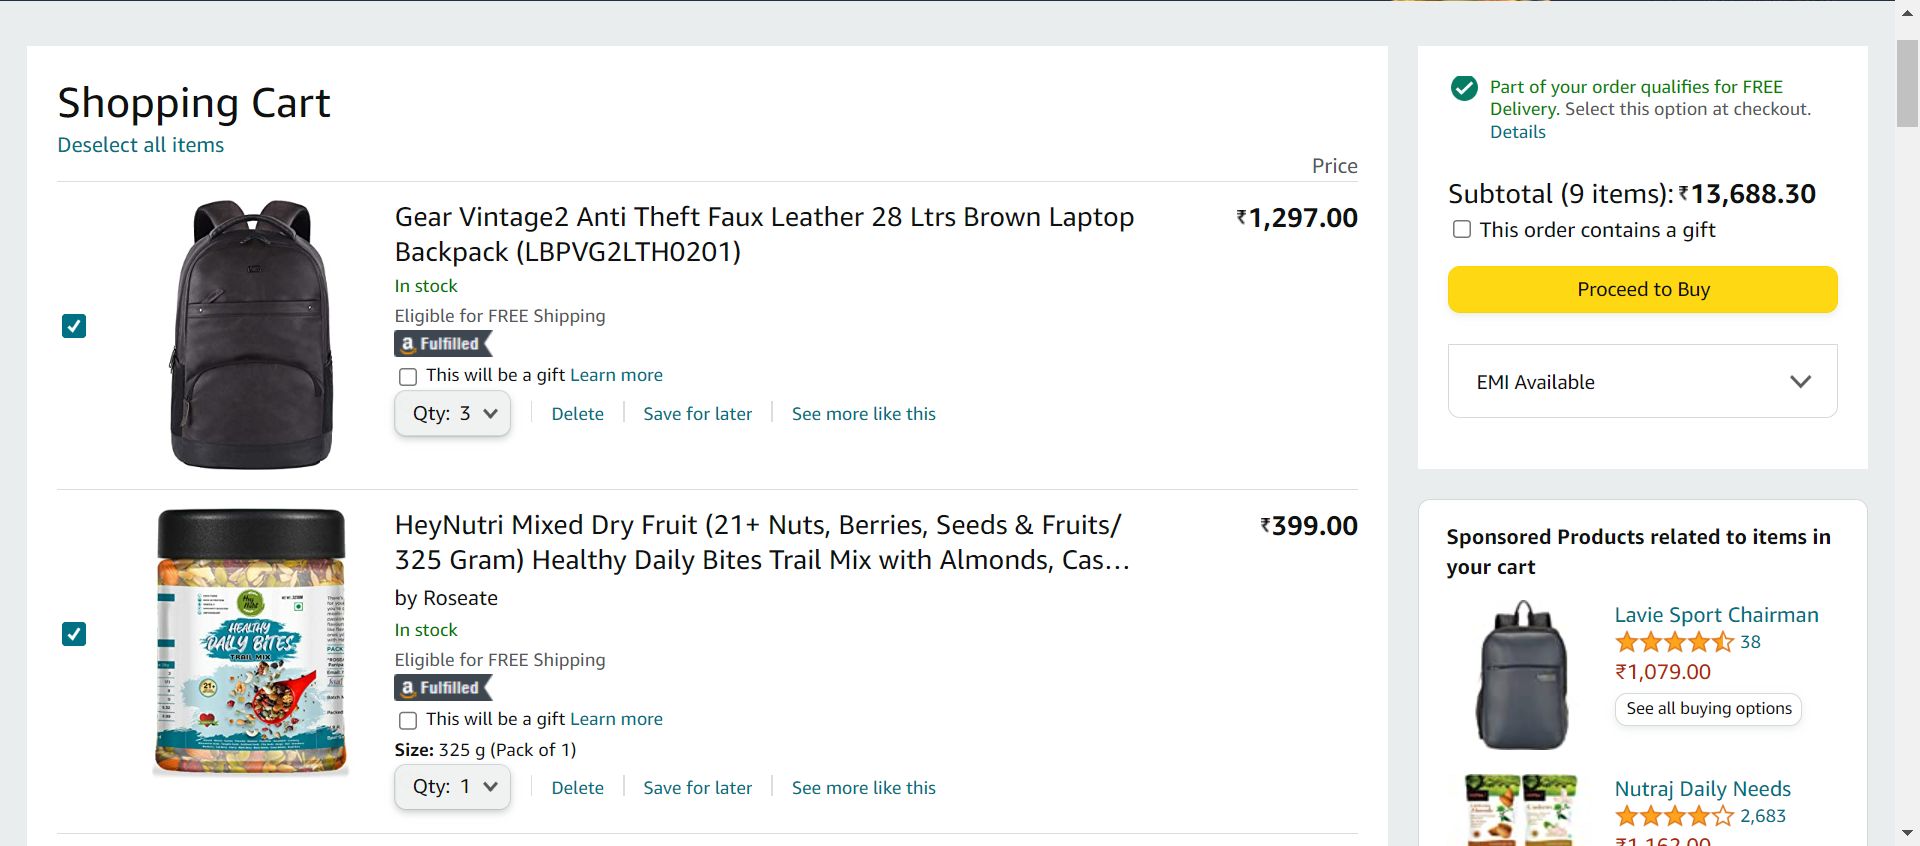 Shopping Cart
Deselect all items
Price
Gear Vintage2 Anti Theft Faux Leather 28 Ltrs Brown Laptop
Backpack (LBPVG2LTH0201)
₹1,297.00
In stock
Eligible for FREE Shipping
a Fulfilled
This will be a gift Learn more
Qty: 3
Delete
Save for later
See more like this
HeyNutri Mixed Dry Fruit (21+ Nuts, Berries, Seeds & Fruits/
325 Gram) Healthy Daily Bites Trail Mix with Almonds, Cas…
₹399.00
by Roseate
In stock
Eligible for FREE Shipping
a Fulfilled
This will be a gift Learn more
Size: 325 g (Pack of 1)
Qty: 1
Delete
Save for later
See more like this
HEALTHY
DAILY BITES
TRAIL MIX
21+
Part of your order qualifies for FREE
Delivery. Select this option at checkout.
Details
Subtotal (9 items): ₹13,688.30
This order contains a gift
Proceed to Buy
EMI Available
Sponsored Products related to items in
your cart
Lavie Sport Chairman
38
₹1,079.00
See all buying options
Nutraj Daily Needs
2,683
₹1,162.00